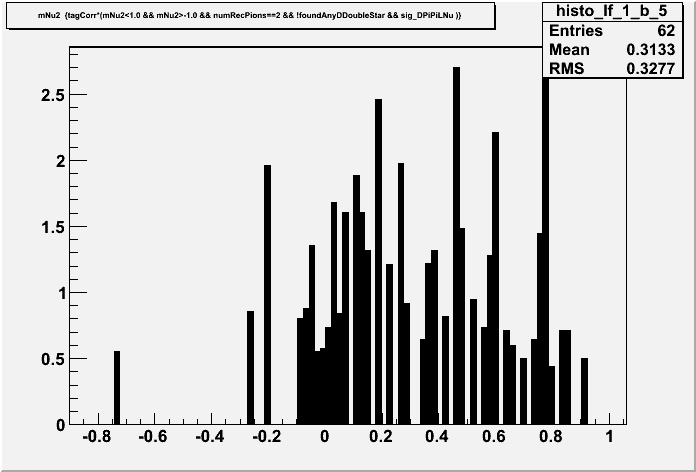 mNu2 {tagCorr*(mNu2<1.0 && mNu2>-1.0 && numRecPions==2 && !foundAnyDDoubleStar && sig_DPiPiLNu )}
histo_lf_1_b_5
Entries 62
Mean 0.3133
RMS 0.3277
2.5
2
1.5
1
0.5
0
-0.8 -0.6 -0.4 -0.2 0 0.2 0.4 0.6 0.8 1